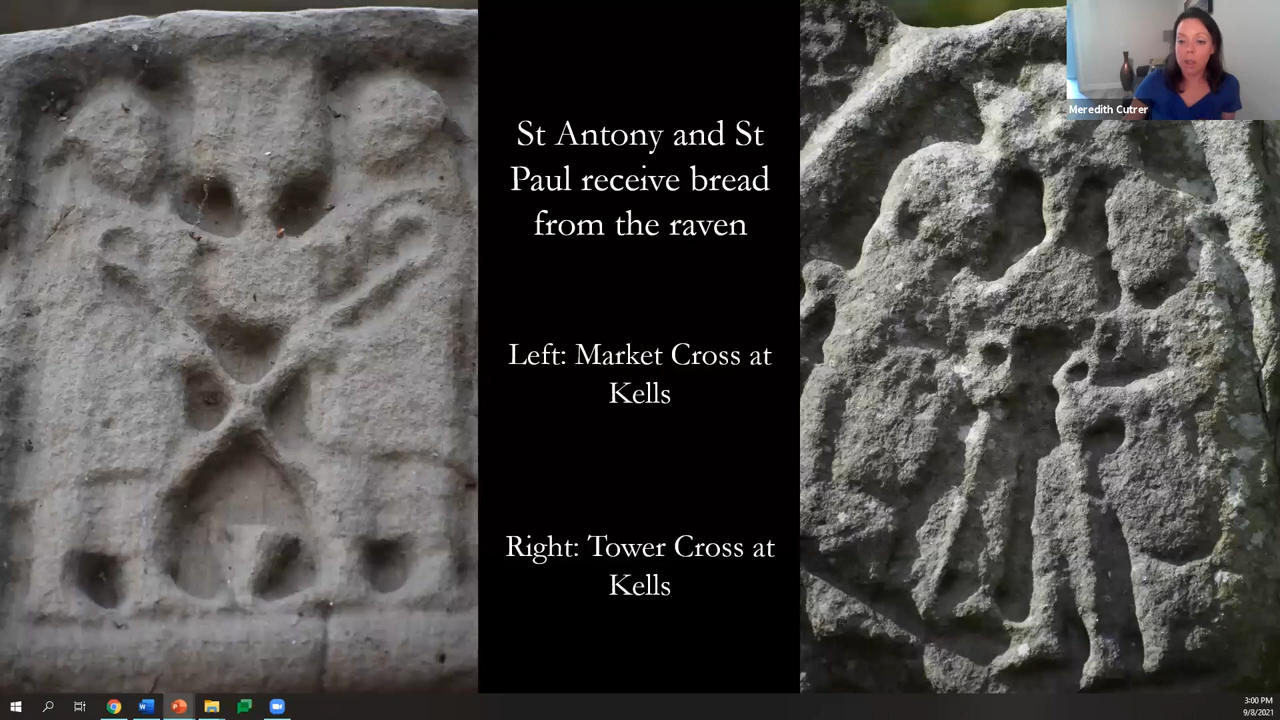 St Antony and St
Paul receive bread
from the raven
Left: Market Cross at
Kells
Right: Tower Cross at
Kells
Meredith Cutrer
3:00 PM
9/8/2021